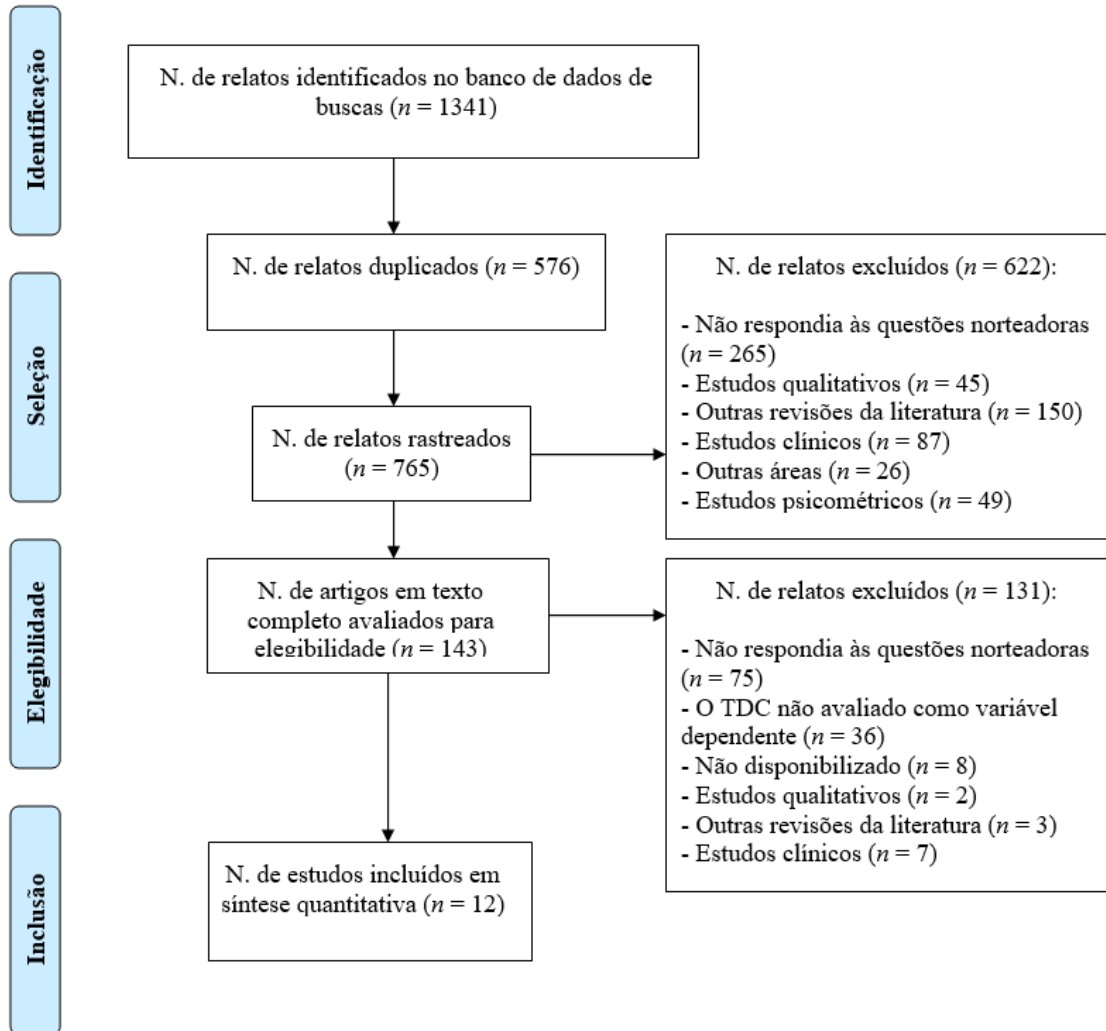 Identificação
N. de relatos identificados no banco de dados de
buscas (n = 1341)
Seleção
N. de relatos duplicados (n = 576)
N. de relatos rastreados
(n = 765)
N. de relatos excluídos (n = 622):
- Não respondia às questões norteadoras
(n = 265)
- Estudos qualitativos (n = 45)
- Outras revisões da literatura (n = 150)
- Estudos clínicos (n = 87)
- Outras áreas (n = 26)
- Estudos psicométricos (n = 49)
Elegibilidade
N. de artigos em texto
completo avaliados para
elegibilidade (n = 143)
N. de relatos excluídos (n = 131):
- Não respondia às questões norteadoras
(n = 75)
- O TDC não avaliado como variável
dependente (n = 36)
- Não disponibilizado (n = 8)
- Estudos qualitativos (n = 2)
- Outras revisões da literatura (n = 3)
- Estudos clínicos (n = 7)
Inclusão
N. de estudos incluídos em
síntese quantitativa (n = 12)